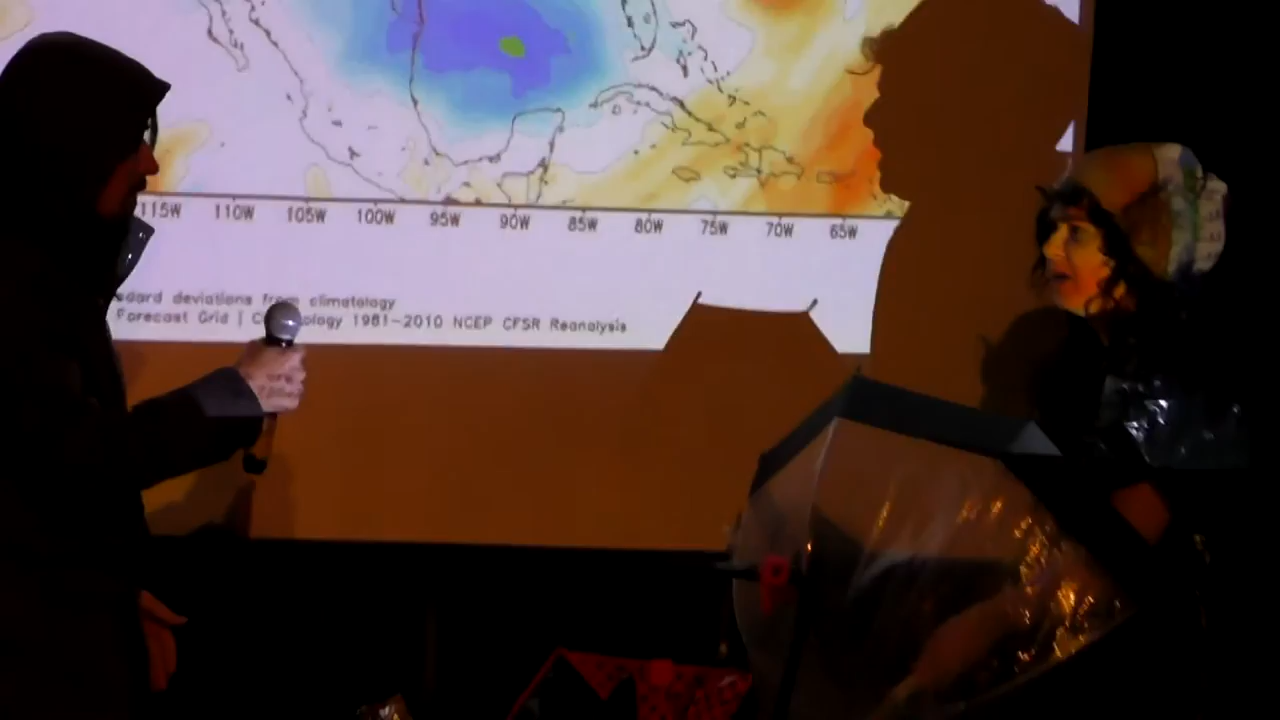 115W 110W 105W 100W 95W 90W 85W 80W 75W 70W 65W
deviations from climatology
Forecast Grid | 1981-2010 NCEP CFSR Reanalysis